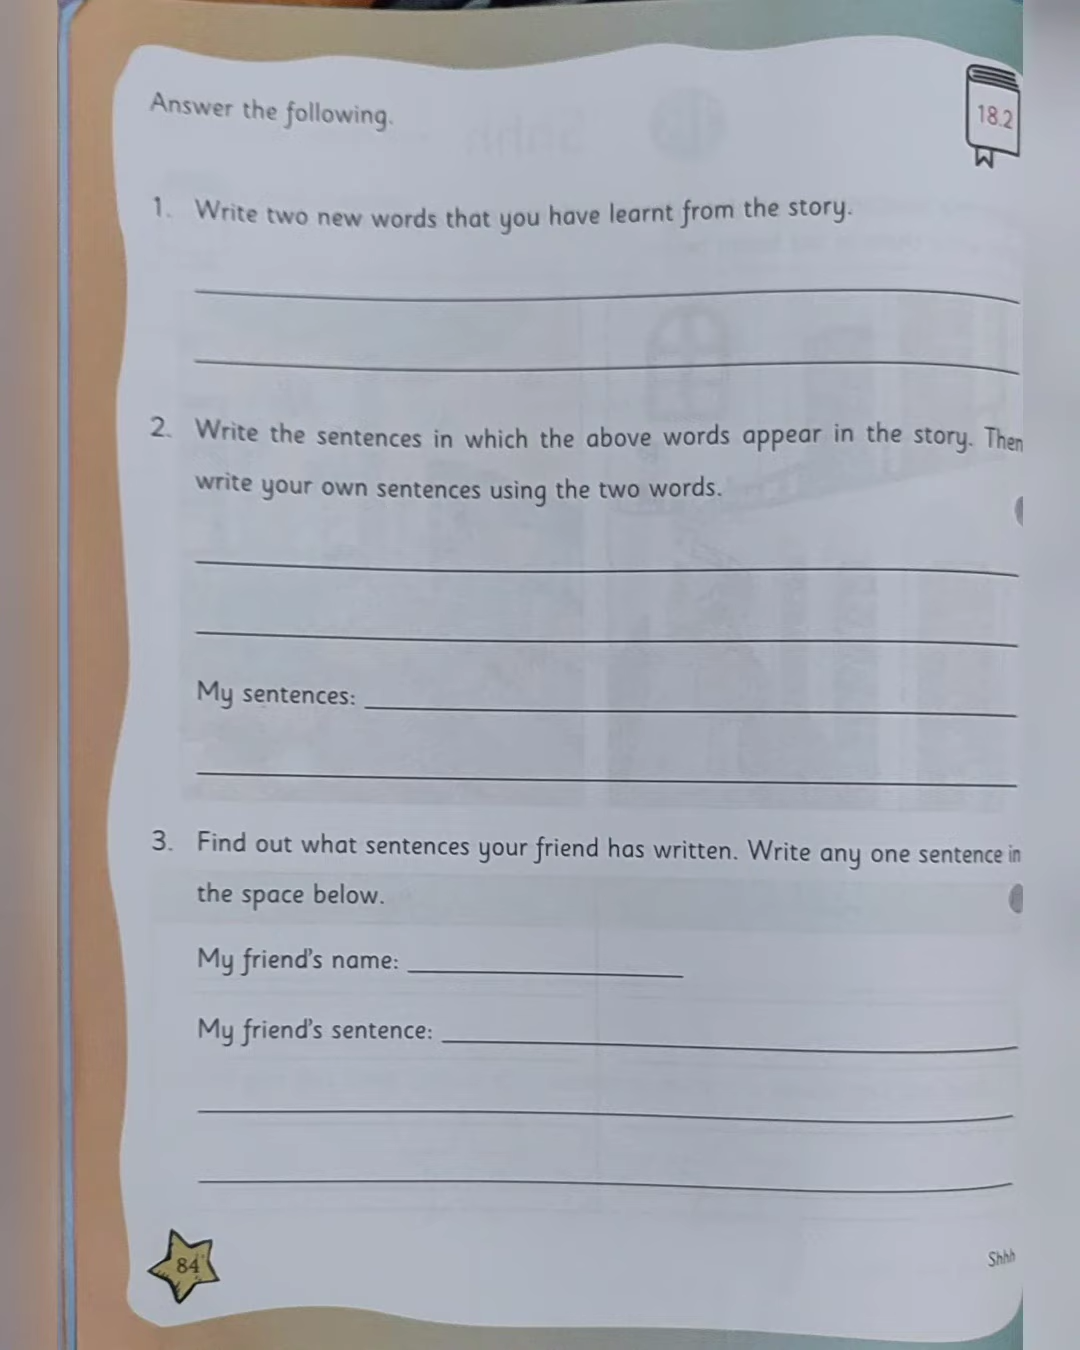 Answer the following.
18.2
1. Write two new words that you have learnt from the story.
2. Write the sentences in which the above words appear in the story. Then
write your own sentences using the two words.
My sentences:
3. Find out what sentences your friend has written. Write any one sentence in
the space below.
My friend's name:
My friend's sentence:
84
Shhh